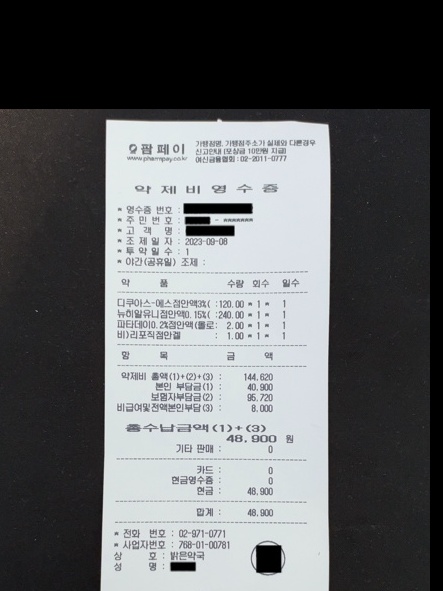 팜페이
www.pharmpay.co.kr
가맹점명, 가맹점주소가 실제와 다른경우
신고안내 (포상금 10만원 지급)
여신금융협회 : 02-2011-0777
약 제 비 영 수 증
* 영수증 번호 :
* 주 민 번 호 : - *******
* 고 객 명 :
* 조 제 일 자 : 2023-09-08
* 투 약 일 수 : 1
* 야간(공휴일) 조제 :
약 품 수량 회수 일수
디쿠아스-에스점안액3%( :120.00 * 1 * 1
뉴히알유니점안액0.15%( :240.00 * 1 * 1
파타데이0.2%점안액(톨로: 2.00 * 1 * 1
비)리포직점안겔 : 1.00 * 1 * 1
항 목 금 액
약제비 총액(1)+(2)+(3) : 144,620
본인 부담금(1) : 40,900
보험자부담금(2) : 95,720
비급여및전액본인부담(3) : 8,000
총수납금액(1)+(3)
48,900 원
기타 판매 : 0
카드 : 0
현금영수증 : 0
현금 : 48,900
합계 : 48,900
* 전화 번호 : 02-971-0771
* 사업자번호 : 768-01-00781
상 호 : 밝은약국
성 명 :